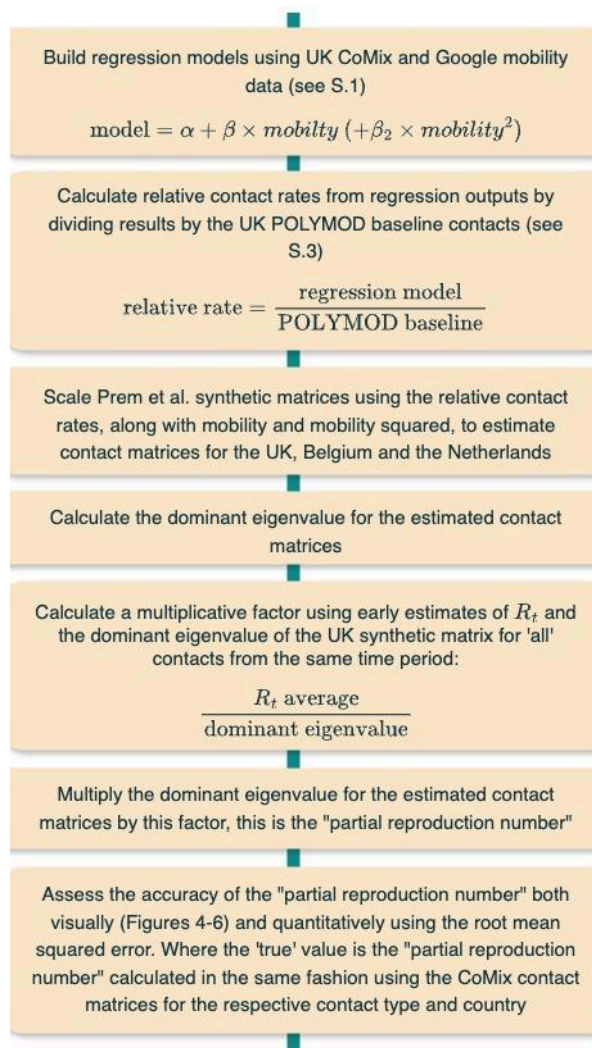 Build regression models using UK CoMix and Google mobility
data (see S.1)
model = α + β × mobilty (+β₂ × mobility²)
Calculate relative contact rates from regression outputs by
dividing results by the UK POLYMOD baseline contacts (see
S.3)
relative rate = regression model / POLYMOD baseline
Scale Prem et al. synthetic matrices using the relative contact
rates, along with mobility and mobility squared, to estimate
contact matrices for the UK, Belgium and the Netherlands
Calculate the dominant eigenvalue for the estimated contact
matrices
Calculate a multiplicative factor using early estimates of Rₜ and
the dominant eigenvalue of the UK synthetic matrix for 'all'
contacts from the same time period:
Rₜ average
dominant eigenvalue
Multiply the dominant eigenvalue for the estimated contact
matrices by this factor, this is the "partial reproduction number"
Assess the accuracy of the "partial reproduction number" both
visually (Figures 4-6) and quantitatively using the root mean
squared error. Where the 'true' value is the "partial reproduction
number" calculated in the same fashion using the CoMix contact
matrices for the respective contact type and country